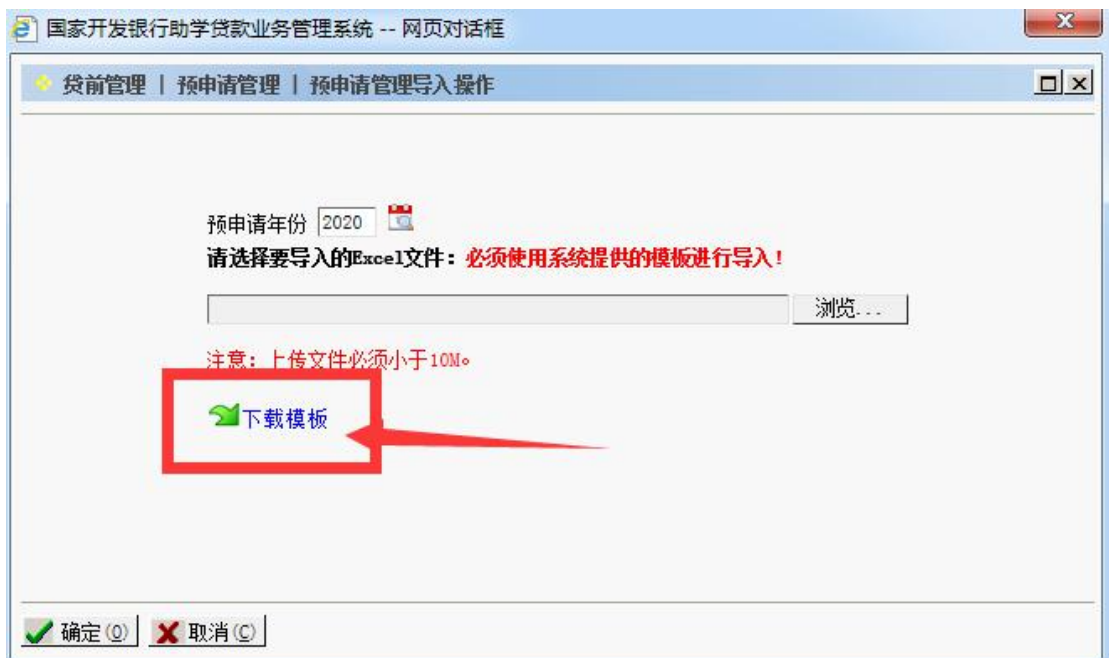 国家开发银行助学贷款业务管理系统 -- 网页对话框
贷前管理 | 预申请管理 | 预申请管理导入操作
预申请年份 2020
请选择要导入的Excel文件：必须使用系统提供的模板进行导入！
浏览...
注意：上传文件必须小于10M。
下载模板
确定(O) 取消(C)